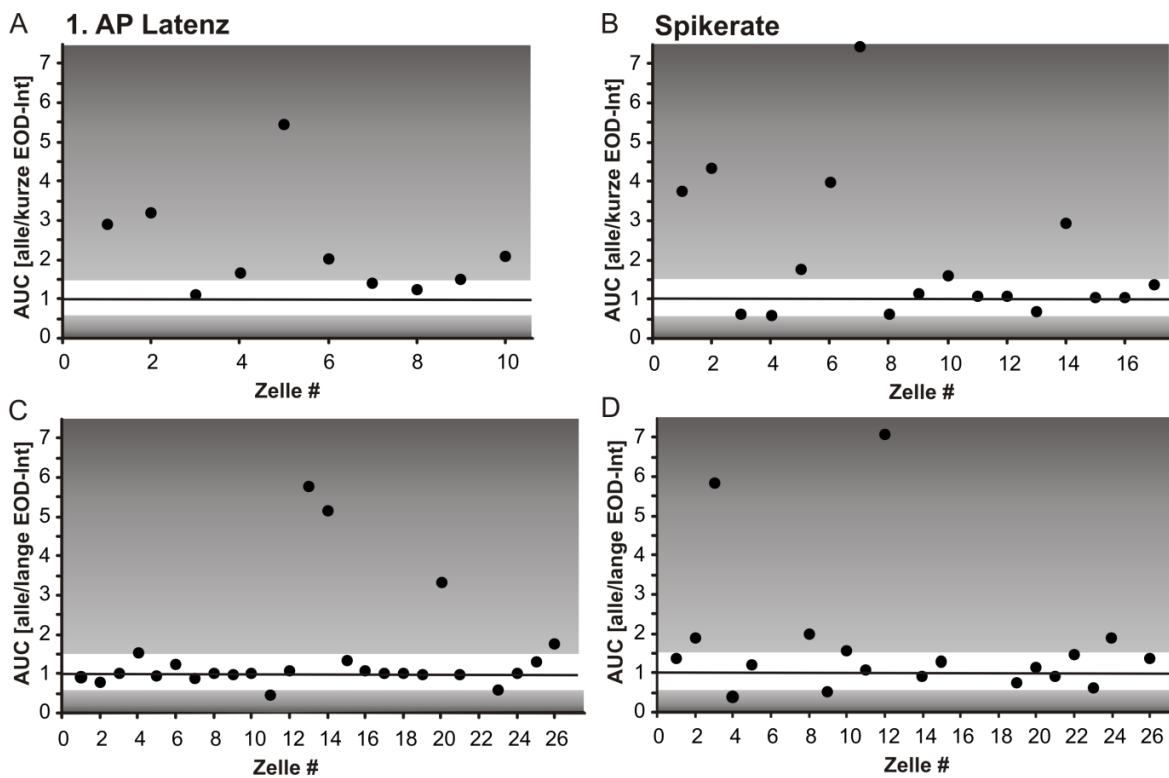 A 1. AP Latenz
AUC [alle/kurze EOD-Int]
7
6
5
4
3
2
1
0
0 2 4 6 8 10
Zelle #
B Spikerate
AUC [alle/kurze EOD-Int]
7
6
5
4
3
2
1
0
0 2 4 6 8 10 12 14 16
Zelle #
C
AUC [alle/lange EOD-Int]
7
6
5
4
3
2
1
0
0 2 4 6 8 10 12 14 16 18 20 22 24 26
Zelle #
D
AUC [alle/lange EOD-Int]
7
6
5
4
3
2
1
0
0 2 4 6 8 10 12 14 16 18 20 22 24 26
Zelle #